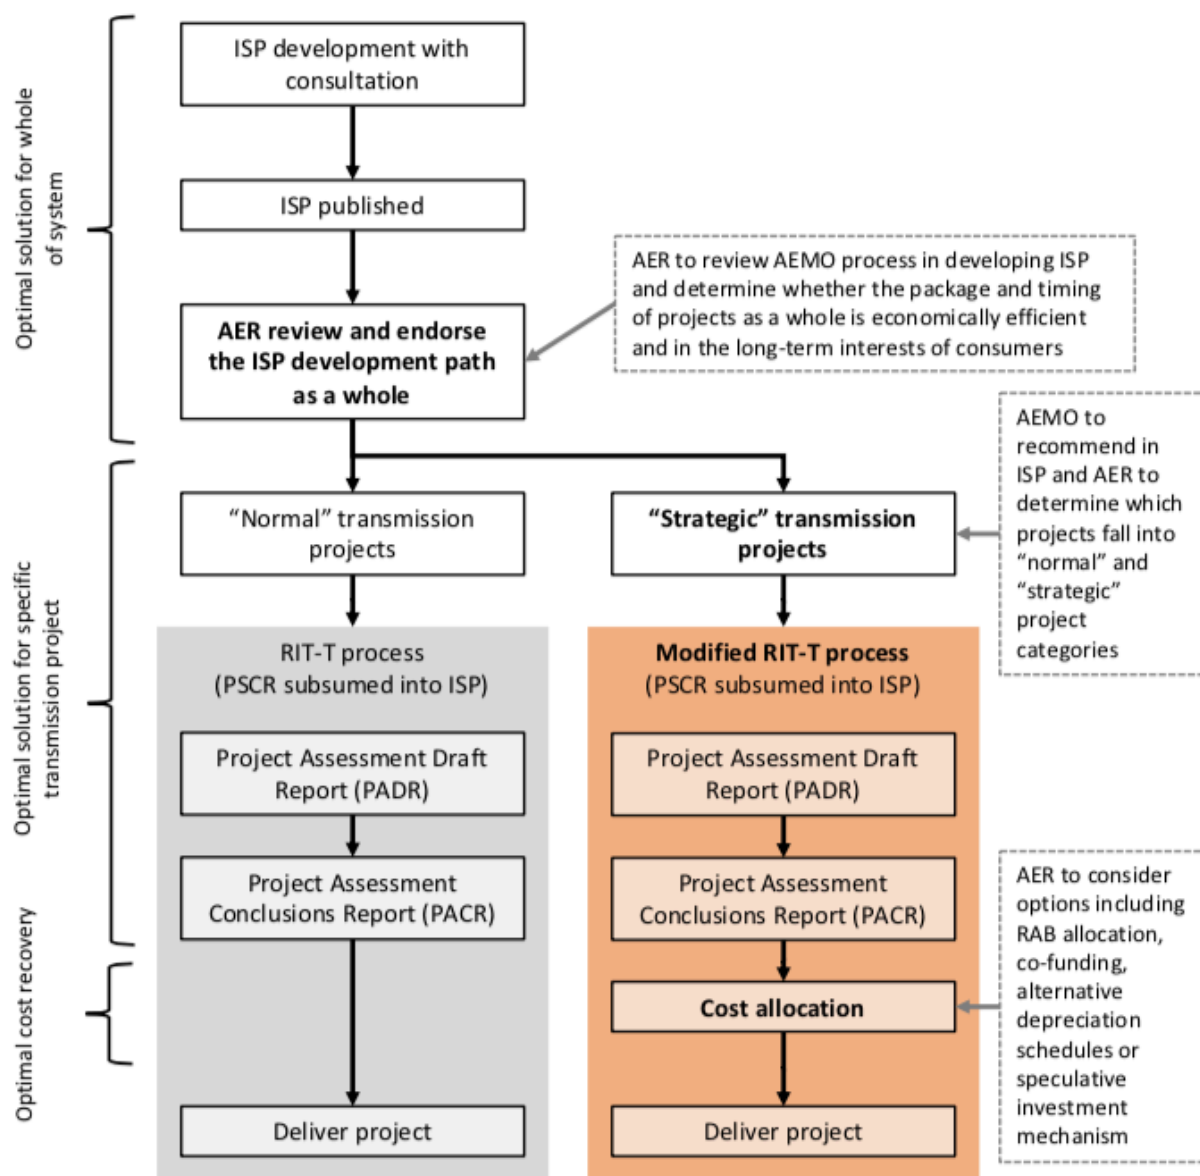 ISP development with
consultation
Optimal solution for whole
of system
ISP published
AER review and endorse
the ISP development path
as a whole
AER to review AEMO process in developing ISP
and determine whether the package and timing
of projects as a whole is economically efficient
and in the long-term interests of consumers
“Normal” transmission
projects
“Strategic” transmission
projects
AEMO to
recommend in
ISP and AER to
determine which
projects fall into
“normal” and
“strategic”
project
categories
Optimal solution for specific
transmission project
RIT-T process
(PSCR subsumed into ISP)
Project Assessment Draft
Report (PADR)
Project Assessment
Conclusions Report (PACR)
Modified RIT-T process
(PSCR subsumed into ISP)
Project Assessment Draft
Report (PADR)
Project Assessment
Conclusions Report (PACR)
Optimal cost recovery
Cost allocation
AER to consider
options including
RAB allocation,
co-funding,
alternative
depreciation
schedules or
speculative
investment
mechanism
Deliver project
Deliver project